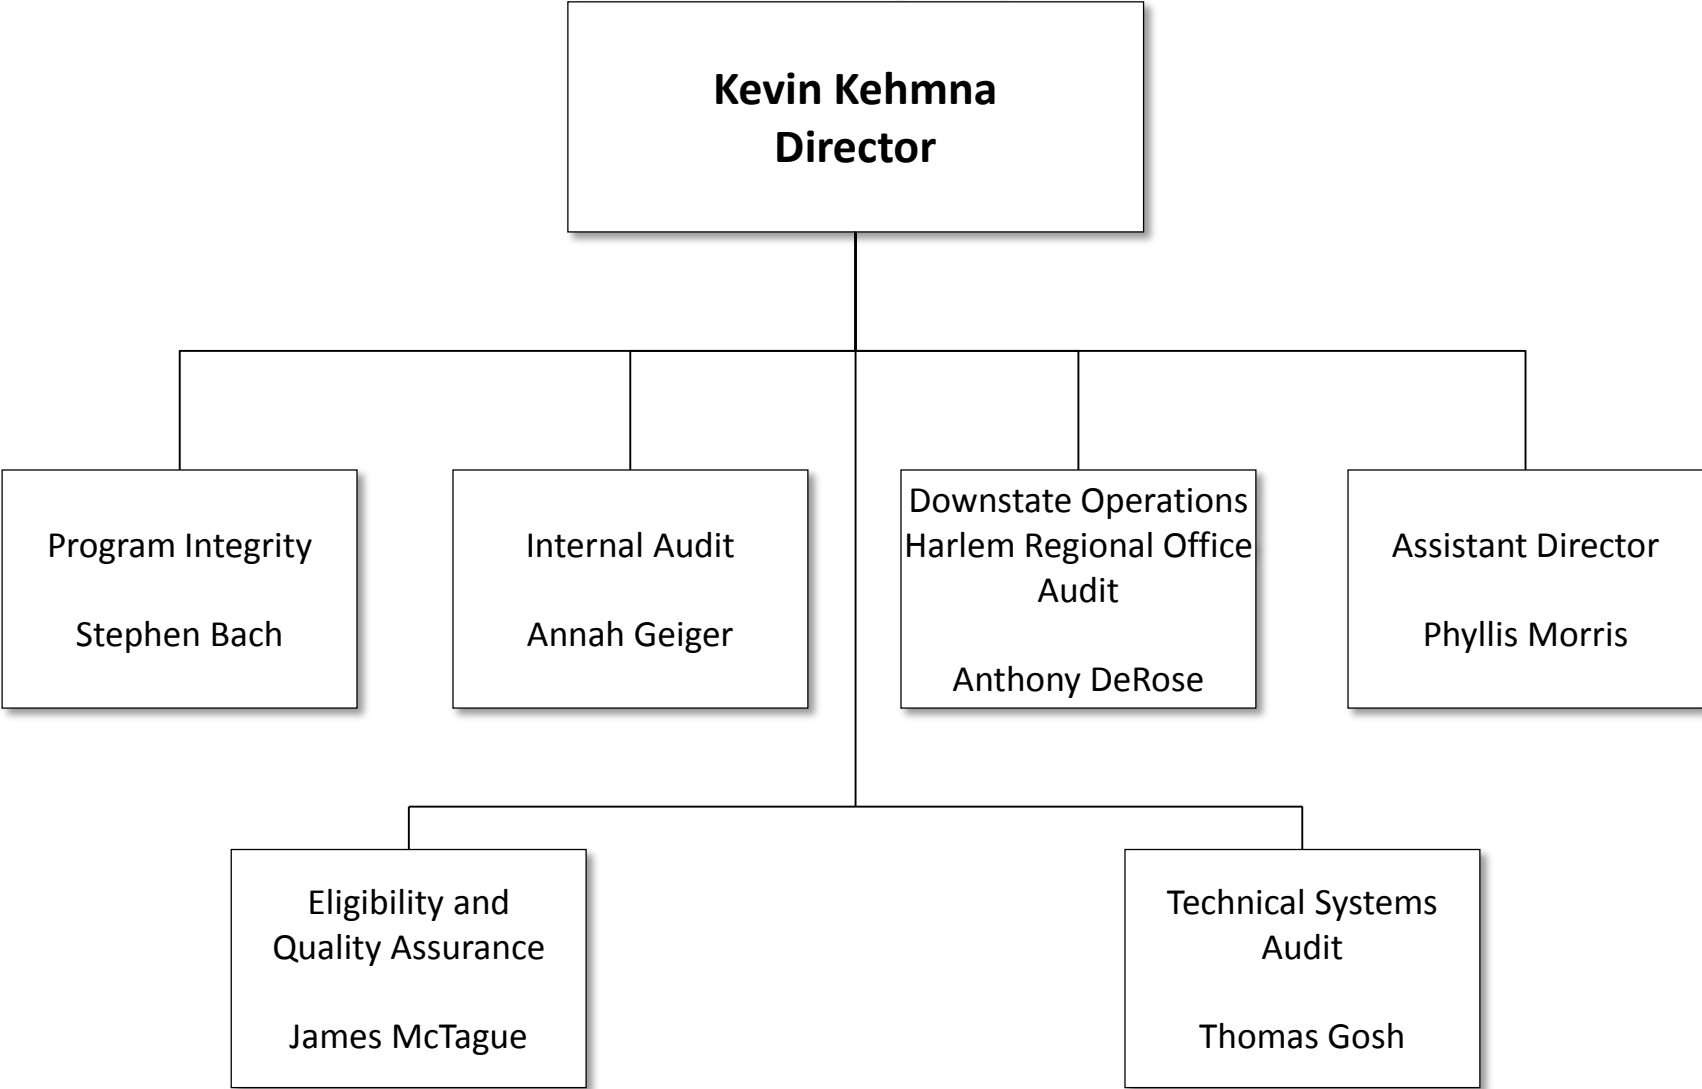 Kevin Kehmna
Director
Program Integrity
Stephen Bach
Internal Audit
Annah Geiger
Downstate Operations
Harlem Regional Office
Audit
Anthony DeRose
Assistant Director
Phyllis Morris
Eligibility and
Quality Assurance
James McTague
Technical Systems
Audit
Thomas Gosh